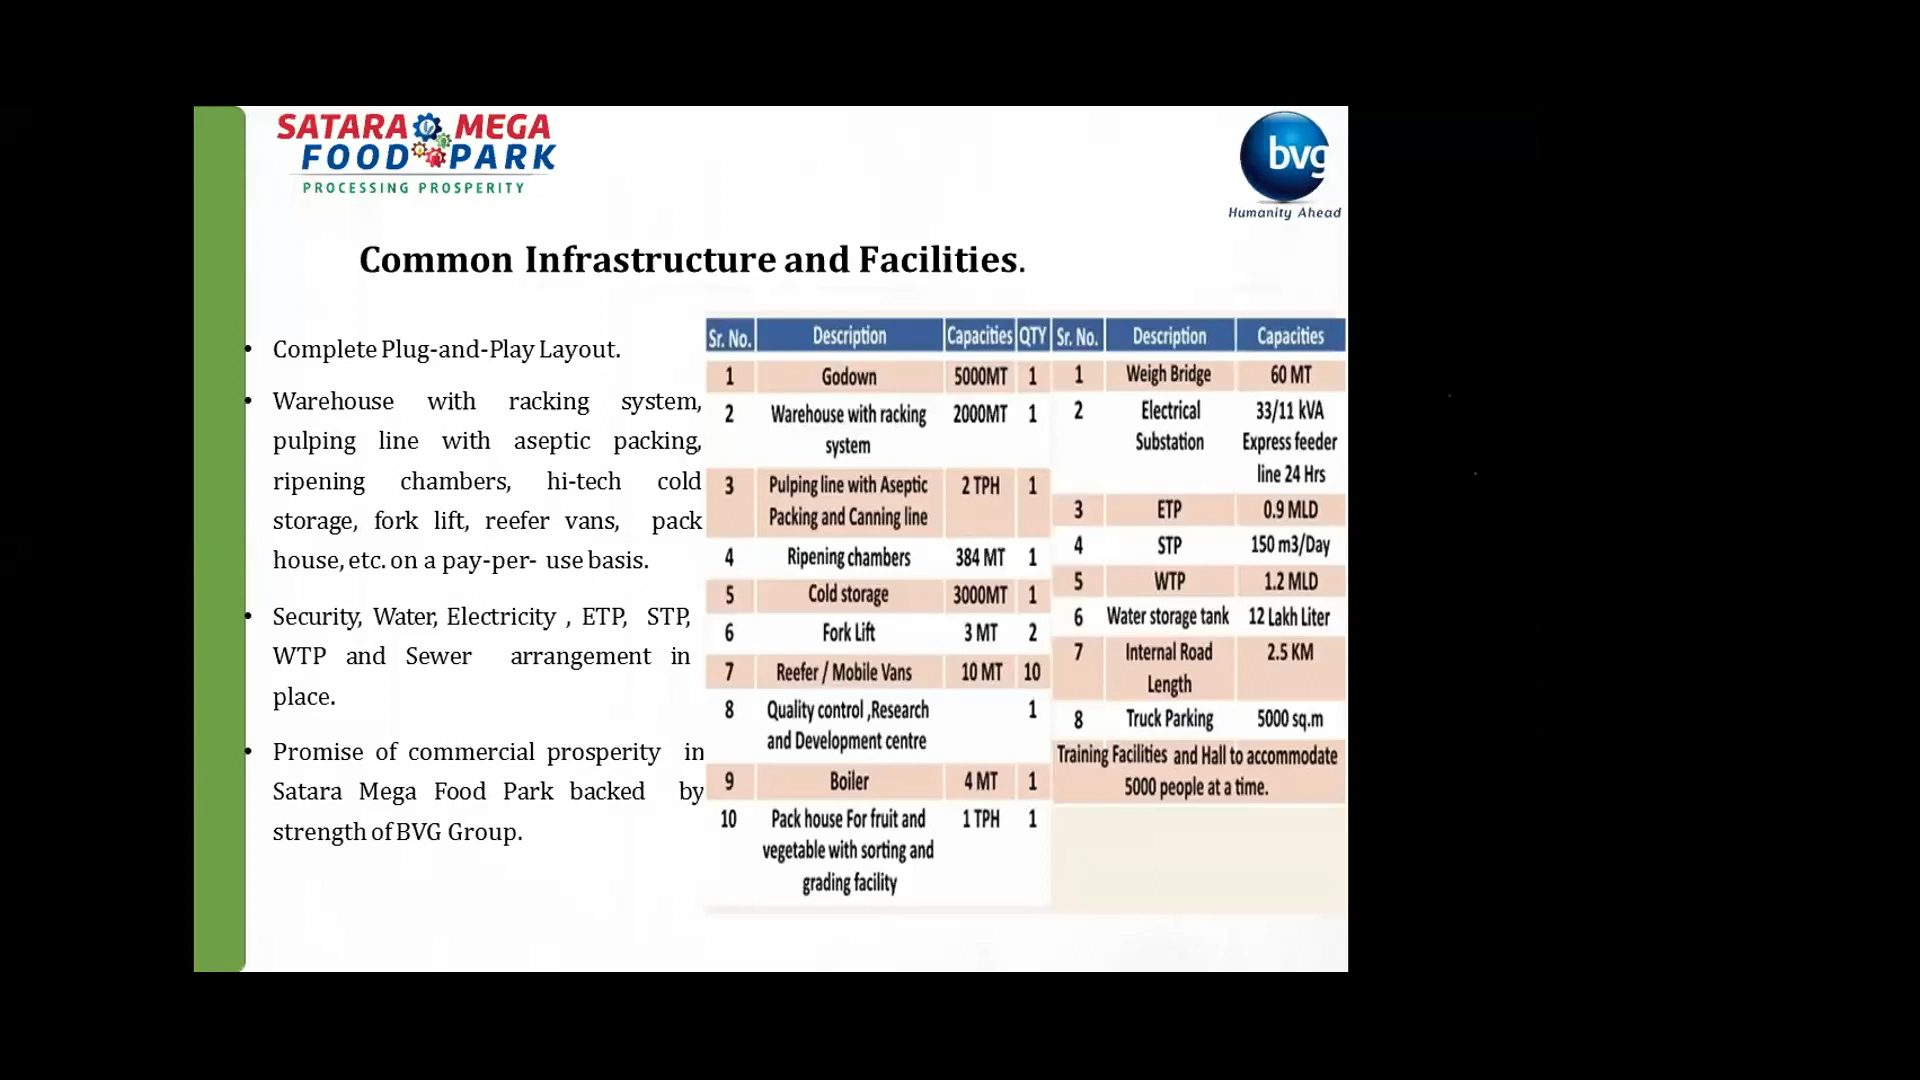 SATARA MEGA
FOOD PARK
PROCESSING PROSPERITY
bvg
Humanity Ahead
Common Infrastructure and Facilities.
• Complete Plug-and-Play Layout.
• Warehouse with racking system,
pulping line with aseptic packing,
ripening chambers, hi-tech cold
storage, fork lift, reefer vans, pack
house, etc. on a pay-per- use basis.
• Security, Water, Electricity , ETP, STP,
WTP and Sewer arrangement in
place.
• Promise of commercial prosperity in
Satara Mega Food Park backed by
strength of BVG Group.
Sr. No. Description Capacities QTY
1 Godown 5000MT 1
2 Warehouse with racking 2000MT 1
system
3 Pulping line with Aseptic 2 TPH 1
Packing and Canning line
4 Ripening chambers 384 MT 1
5 Cold storage 3000MT 1
6 Fork Lift 3 MT 2
7 Reefer / Mobile Vans 10 MT 10
8 Quality control ,Research 1
and Development centre
9 Boiler 4 MT 1
10 Pack house For fruit and 1 TPH 1
vegetable with sorting and
grading facility
Sr. No. Description Capacities
1 Weigh Bridge 60 MT
2 Electrical 33/11 kVA
Substation Express feeder
line 24 Hrs
3 ETP 0.9 MLD
4 STP 150 m3/Day
5 WTP 1.2 MLD
6 Water storage tank 12 Lakh Liter
7 Internal Road 2.5 KM
Length
8 Truck Parking 5000 sq.m
Training Facilities and Hall to accommodate
5000 people at a time.